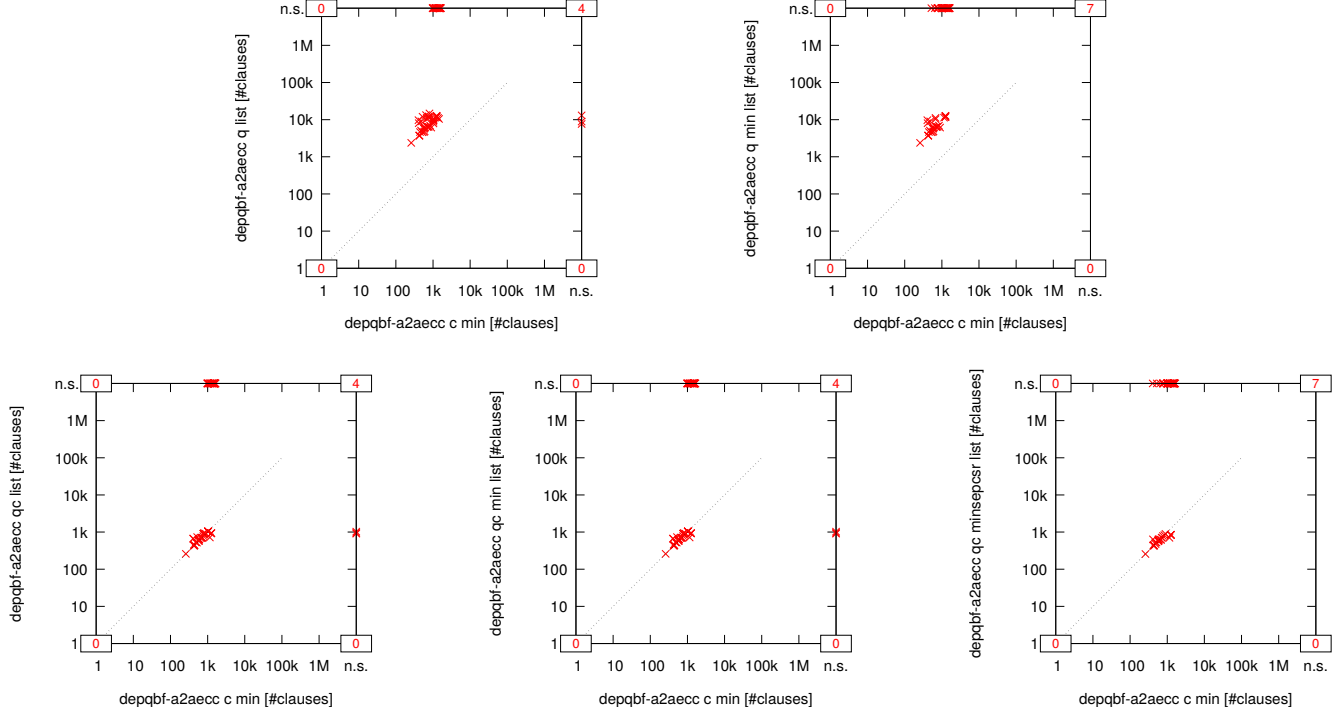 n.s. 0 4
1M
100k
10k
1k
100
10
1 0 0
1 10 100 1k 10k 100k 1M n.s.
depqbf-a2aecc q list [#clauses]
depqbf-a2aecc c min [#clauses]
n.s. 0 7
1M
100k
10k
1k
100
10
1 0 0
1 10 100 1k 10k 100k 1M n.s.
depqbf-a2aecc q min list [#clauses]
depqbf-a2aecc c min [#clauses]
n.s. 0 4
1M
100k
10k
1k
100
10
1 0 0
1 10 100 1k 10k 100k 1M n.s.
depqbf-a2aecc qc list [#clauses]
depqbf-a2aecc c min [#clauses]
n.s. 0 4
1M
100k
10k
1k
100
10
1 0 0
1 10 100 1k 10k 100k 1M n.s.
depqbf-a2aecc qc min list [#clauses]
depqbf-a2aecc c min [#clauses]
n.s. 0 7
1M
100k
10k
1k
100
10
1 0 0
1 10 100 1k 10k 100k 1M n.s.
depqbf-a2aecc qc minsepcsr list [#clauses]
depqbf-a2aecc c min [#clauses]